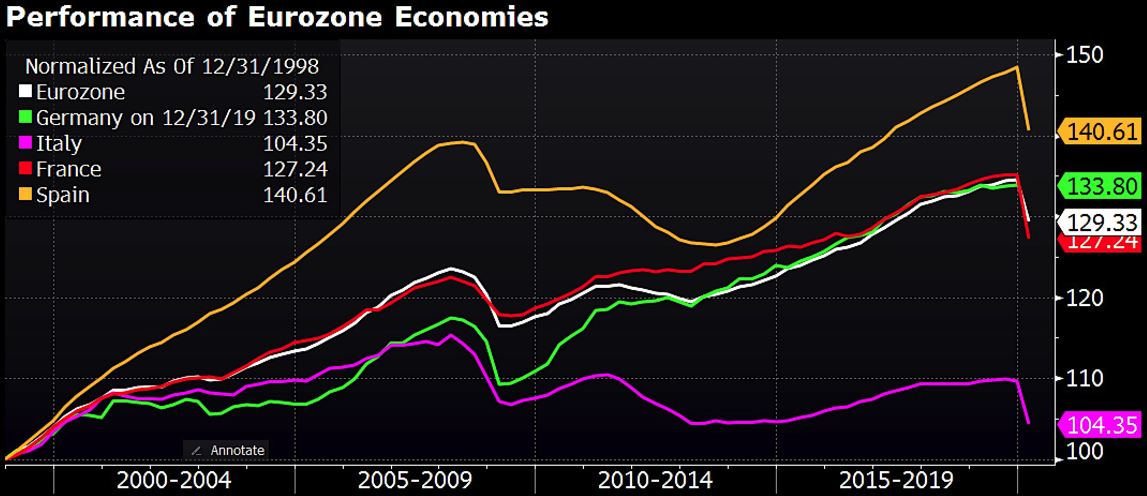 Performance of Eurozone Economies
Normalized As Of 12/31/1998
Eurozone 129.33
Germany on 12/31/19 133.80
Italy 104.35
France 127.24
Spain 140.61
150
140.61
133.80
129.33
127.24
120
110
104.35
100
Annotate
2000-2004 2005-2009 2010-2014 2015-2019